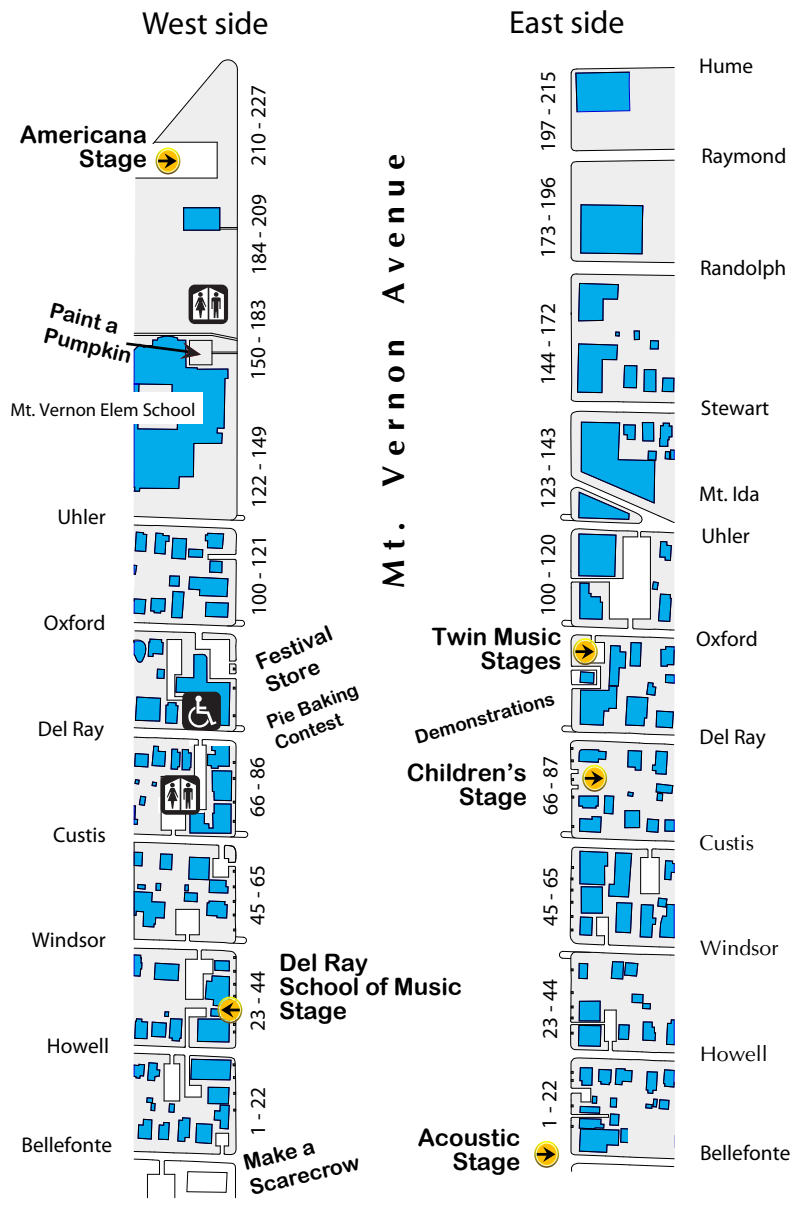 West side
East side
Hume
197 - 215
210 - 227
Americana
Stage
Raymond
Mt. Vernon Avenue
173 - 196
184 - 209
Randolph
Paint a
Pumpkin
150 - 183
144 - 172
Mt. Vernon Elem School
Stewart
122 - 149
123 - 143
Mt. Ida
Uhler
Uhler
100 - 121
100 - 120
Oxford
Oxford
Festival
Store
Twin Music
Stages
Pie Baking
Contest
Demonstrations
Del Ray
Del Ray
66 - 86
Children's
Stage
66 - 87
Custis
Custis
45 - 65
45 - 65
Windsor
Windsor
Del Ray
School of Music
Stage
23 - 44
23 - 44
Howell
Howell
1 - 22
1 - 22
Bellefonte
Acoustic
Stage
Bellefonte
Make a
Scarecrow